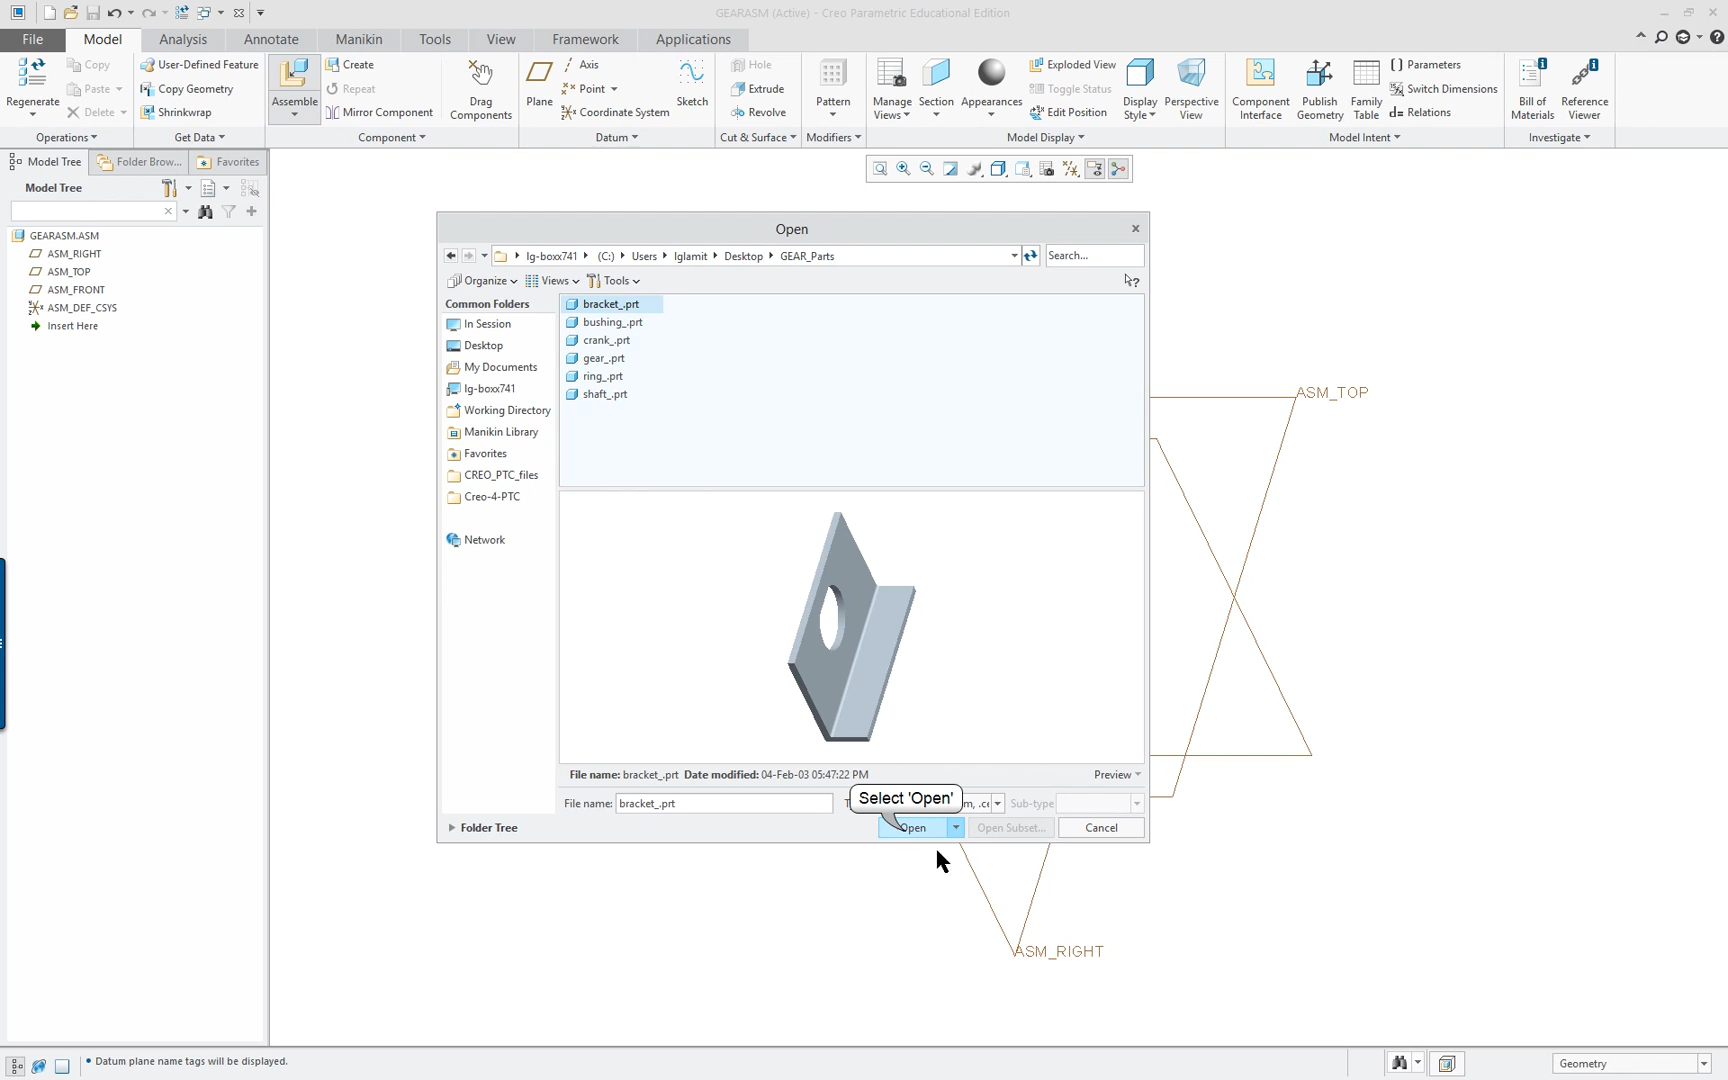 GEARASM (Active) - Creo Parametric Educational Edition
File Model Analysis Annotate Manikin Tools View Framework Applications
Regenerate
Copy
Paste
Delete
Operations
User-Defined Feature
Copy Geometry
Shrinkwrap
Get Data
Assemble
Create
Repeat
Mirror Component
Drag
Components
Component
Plane
Axis
Point
Coordinate System
Sketch
Datum
Hole
Extrude
Revolve
Cut & Surface
Pattern
Modifiers
Manage
Views
Section
Appearances
Exploded View
Toggle Status
Edit Position
Display
Style
Perspective
View
Model Display
Component
Interface
Publish
Geometry
Family
Table
Parameters
Switch Dimensions
Relations
Model Intent
Bill of
Materials
Reference
Viewer
Investigate
Model Tree Folder Brow... Favorites
Model Tree
GEARASM.ASM
ASM_RIGHT
ASM_TOP
ASM_FRONT
ASM_DEF_CSYS
Insert Here
Open
lg-boxx741 (C:) Users lglamit Desktop GEAR_Parts
Search...
Organize Views Tools
Common Folders
In Session
Desktop
My Documents
lg-boxx741
Working Directory
Manikin Library
Favorites
CREO_PTC_files
Creo-4-PTC
Network
bracket_.prt
bushing_.prt
crank_.prt
gear_.prt
ring_.prt
shaft_.prt
File name: bracket_.prt Date modified: 04-Feb-03 05:47:22 PM
Preview
File name: bracket_.prt
Sub-type
Select 'Open'
Folder Tree
Open Open Subset... Cancel
ASM_TOP
ASM_RIGHT
Datum plane name tags will be displayed.
Geometry